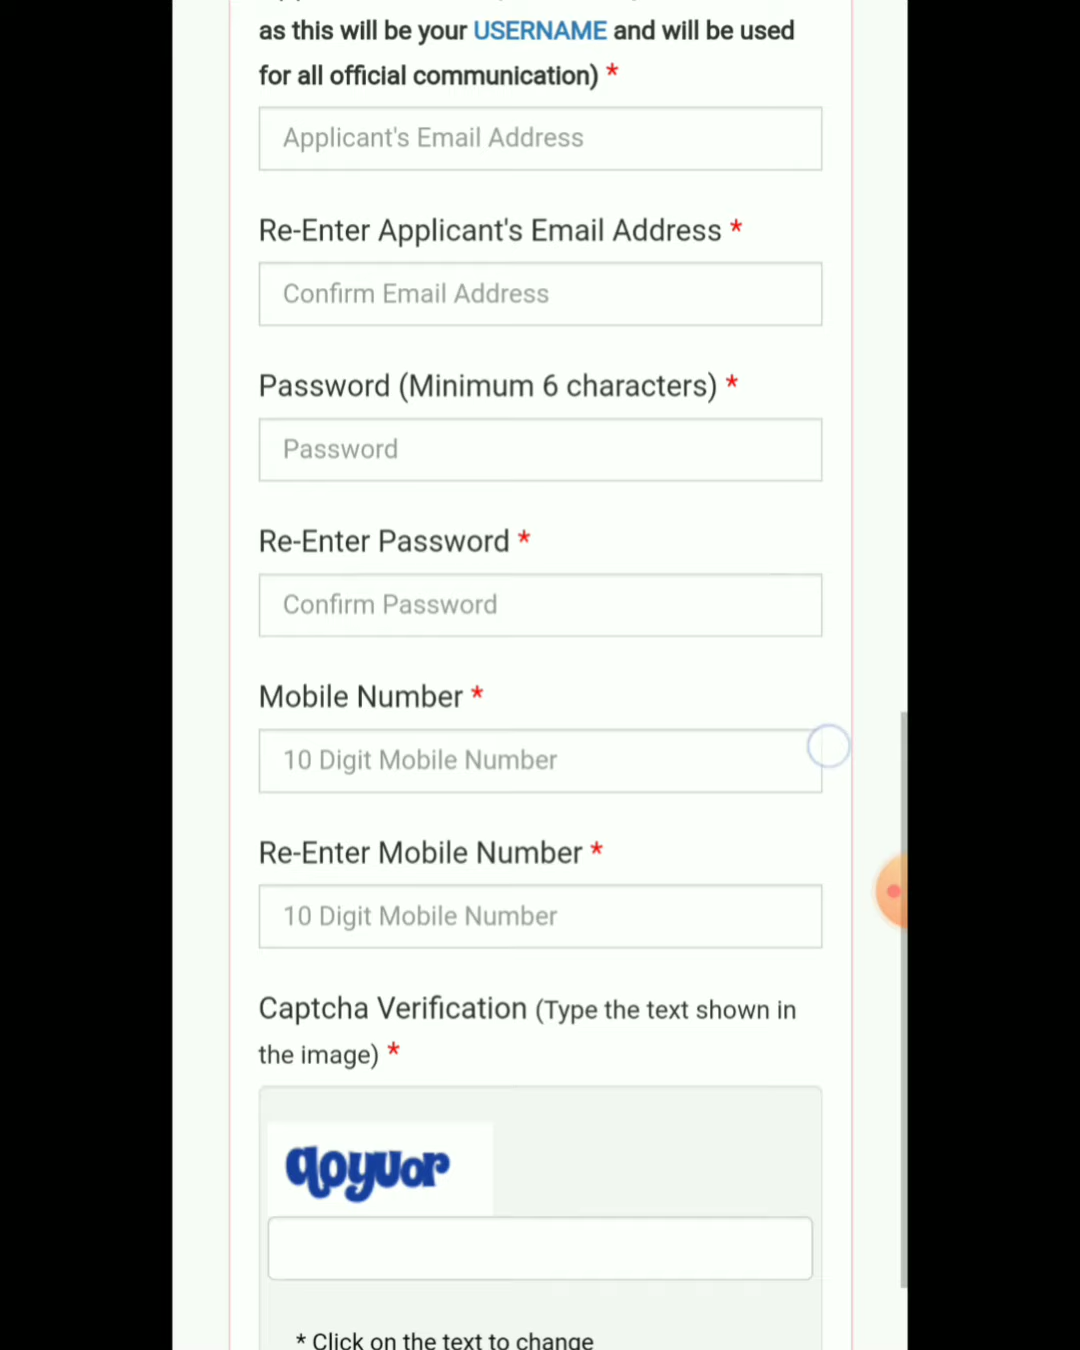 as this will be your USERNAME and will be used
for all official communication) *
Applicant's Email Address
Re-Enter Applicant's Email Address *
Confirm Email Address
Password (Minimum 6 characters) *
Password
Re-Enter Password *
Confirm Password
Mobile Number *
10 Digit Mobile Number
Re-Enter Mobile Number *
10 Digit Mobile Number
Captcha Verification (Type the text shown in
the image) *
* Click on the text to change